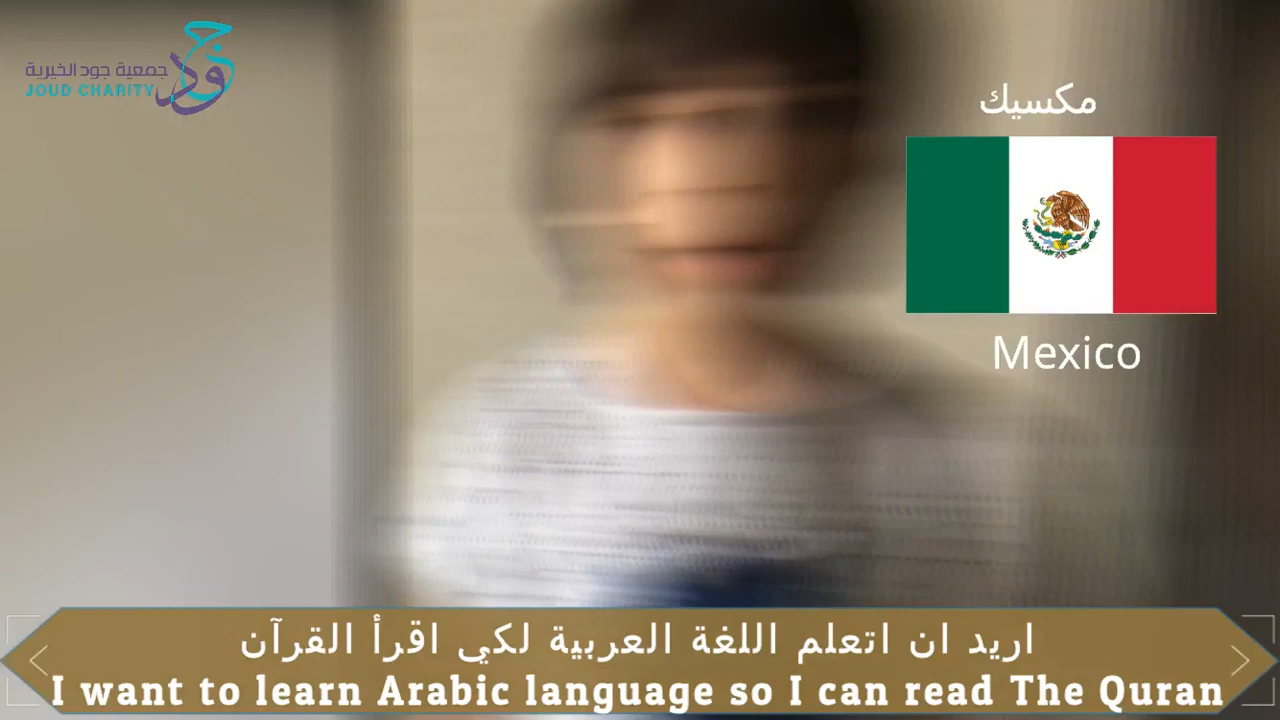 جمعية جود الخيرية
JOUD CHARITY
جود
مكسيك
Mexico
اريد ان اتعلم اللغة العربية لكي اقرأ القرآن
I want to learn Arabic language so I can read The Quran